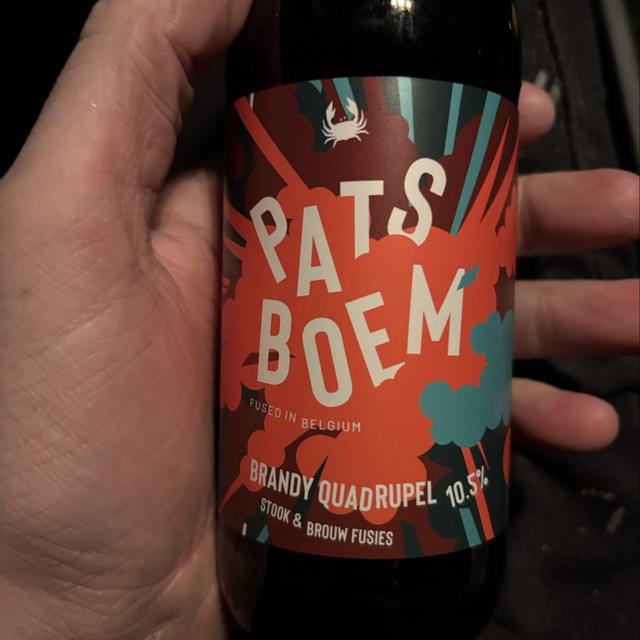 PATS
BOEM
FUSED IN BELGIUM
BRANDY QUADRUPEL 10.5%
STOOK & BROUW FUSIES